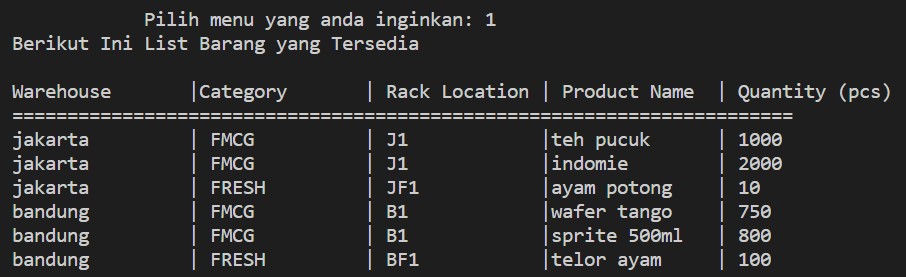 Pilih menu yang anda inginkan: 1
Berikut Ini List Barang yang Tersedia
Warehouse |Category | Rack Location | Product Name | Quantity (pcs)
=======================================================================
jakarta | FMCG | J1 |teh pucuk | 1000
jakarta | FMCG | J1 |indomie | 2000
jakarta | FRESH | JF1 |ayam potong | 10
bandung | FMCG | B1 |wafer tango | 750
bandung | FMCG | B1 |sprite 500ml | 800
bandung | FRESH | BF1 |telor ayam | 100